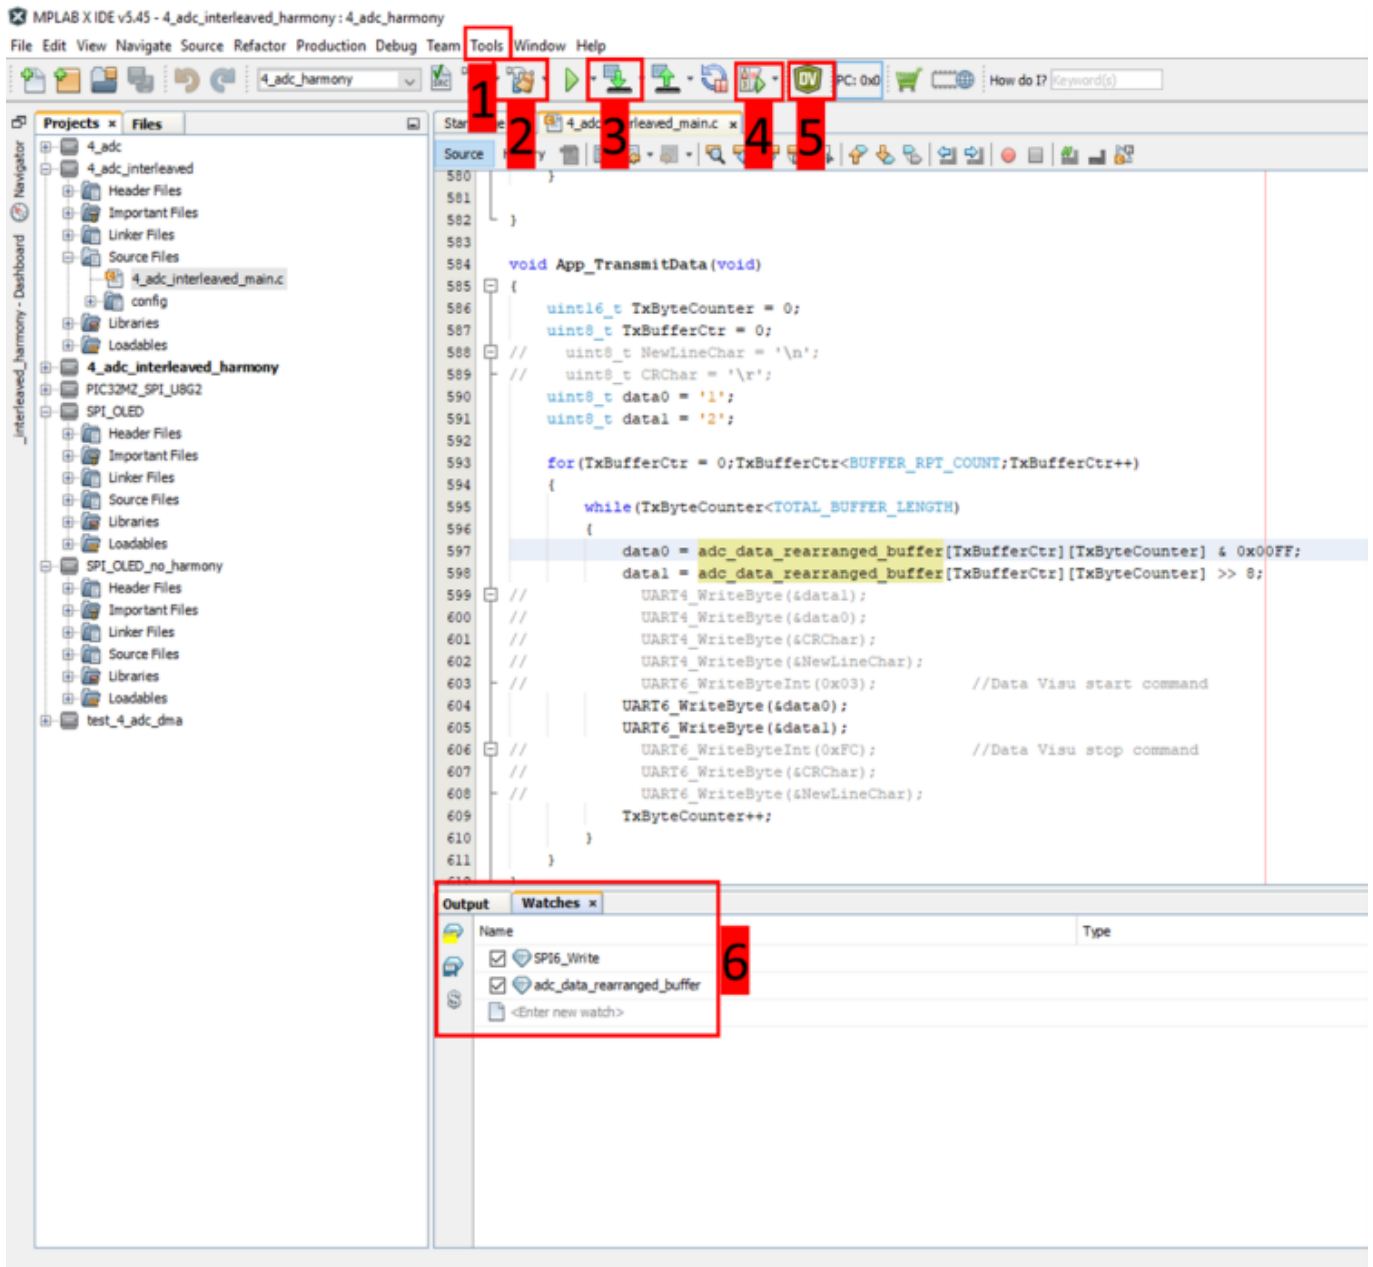 MPLAB X IDE v5.45 - 4_adc_interleaved_harmony : 4_adc_harmony
File Edit View Navigate Source Refactor Production Debug Team Tools Window Help
4_adc_harmony
PC: 0x0
How do I? Keyword(s)
1
2
3
4
5
Navigator
_interleaved_harmony - Dashboard
Projects × Files
4_adc
4_adc_interleaved
Header Files
Important Files
Linker Files
Source Files
4_adc_interleaved_main.c
config
Libraries
Loadables
4_adc_interleaved_harmony
PIC32MZ_SPI_U8G2
SPI_OLED
Header Files
Important Files
Linker Files
Source Files
Libraries
Loadables
SPI_OLED_no_harmony
Header Files
Important Files
Linker Files
Source Files
Libraries
Loadables
test_4_adc_dma
Source
580 }
581
582 }
583
584 void App_TransmitData(void)
585 {
586 uint16_t TxByteCounter = 0;
587 uint8_t TxBufferCtr = 0;
588 // uint8_t NewLineChar = '\n';
589 // uint8_t CRChar = '\r';
590 uint8_t data0 = '1';
591 uint8_t data1 = '2';
592
593 for(TxBufferCtr = 0;TxBufferCtr<BUFFER_RPT_COUNT;TxBufferCtr++)
594 {
595 while(TxByteCounter<TOTAL_BUFFER_LENGTH)
596 {
597 data0 = adc_data_rearranged_buffer[TxBufferCtr][TxByteCounter] & 0x00FF;
598 data1 = adc_data_rearranged_buffer[TxBufferCtr][TxByteCounter] >> 8;
599 // UART4_WriteByte(&data1);
600 // UART4_WriteByte(&data0);
601 // UART4_WriteByte(&CRChar);
602 // UART4_WriteByte(&NewLineChar);
603 // UART6_WriteByteInt(0x03); //Data Visu start command
604 UART6_WriteByte(&data0);
605 UART6_WriteByte(&data1);
606 // UART6_WriteByteInt(0xFC); //Data Visu stop command
607 // UART6_WriteByte(&CRChar);
608 // UART6_WriteByte(&NewLineChar);
609 TxByteCounter++;
610 }
611 }
Output Watches ×
Name Type
SPI6_Write
adc_data_rearranged_buffer
<Enter new watch>
6